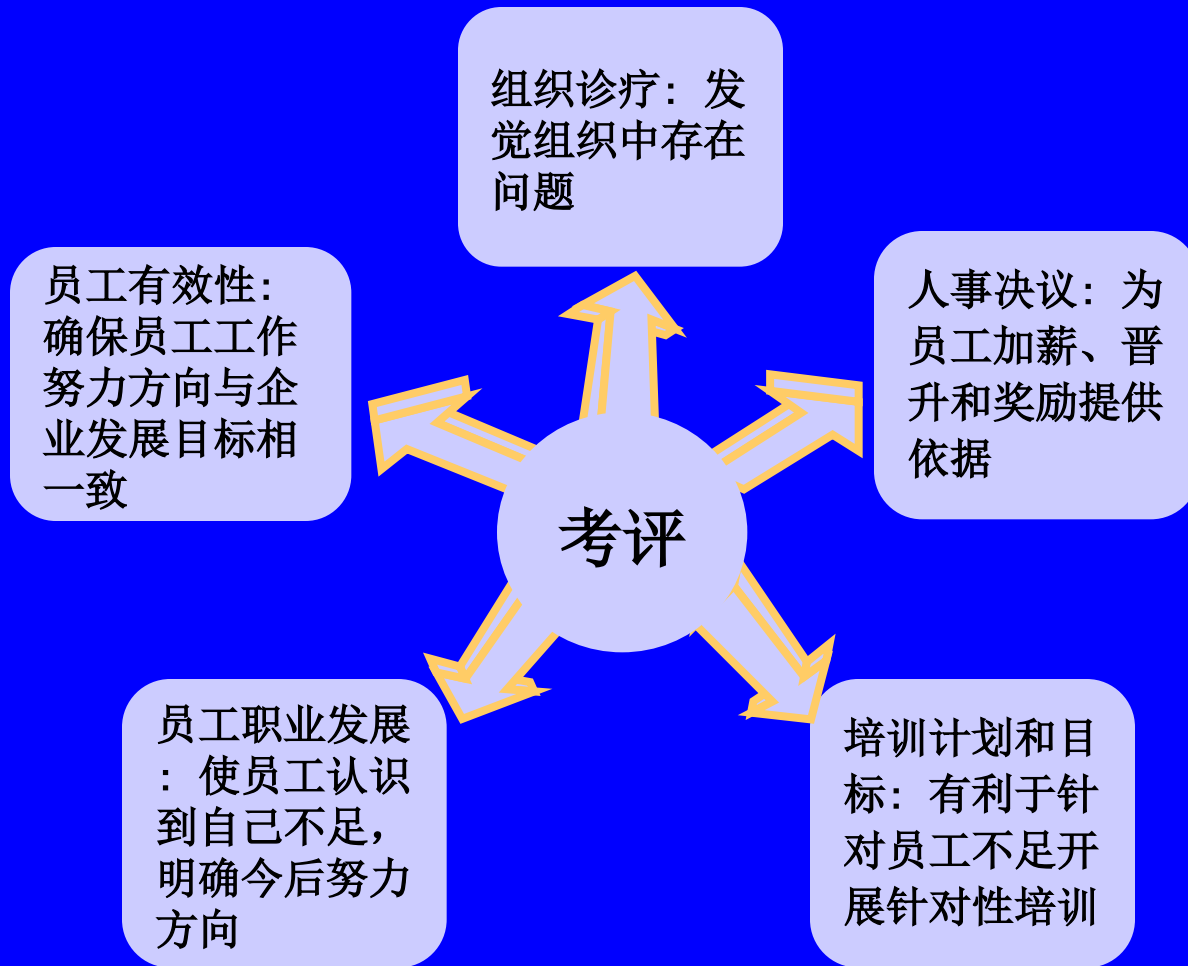 组织诊疗: 发
觉组织中存在
问题
员工有效性:
确保员工工作
努力方向与企
业发展目标相
一致
人事决议: 为
员工加薪、晋
升和奖励提供
依据
考评
员工职业发展
: 使员工认识
到自己不足,
明确今后努力
方向
培训计划和目
标: 有利于针
对员工不足开
展针对性培训